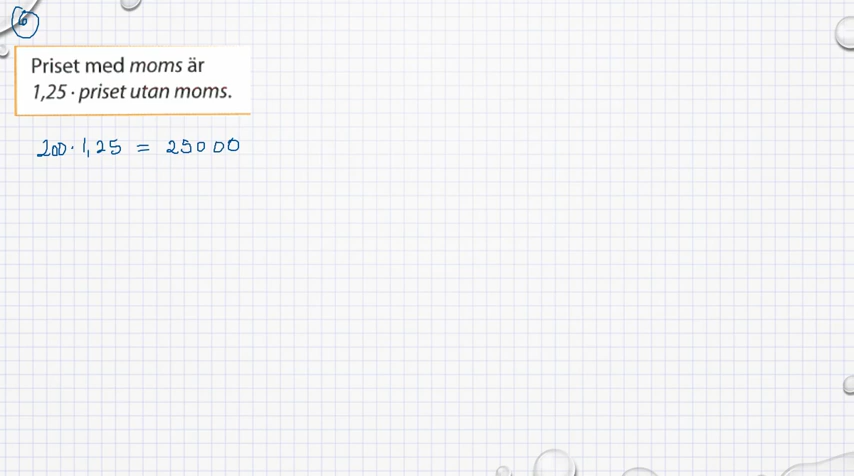 6
Priset med moms är
1,25 · priset utan moms.
200 · 1,25 = 25000